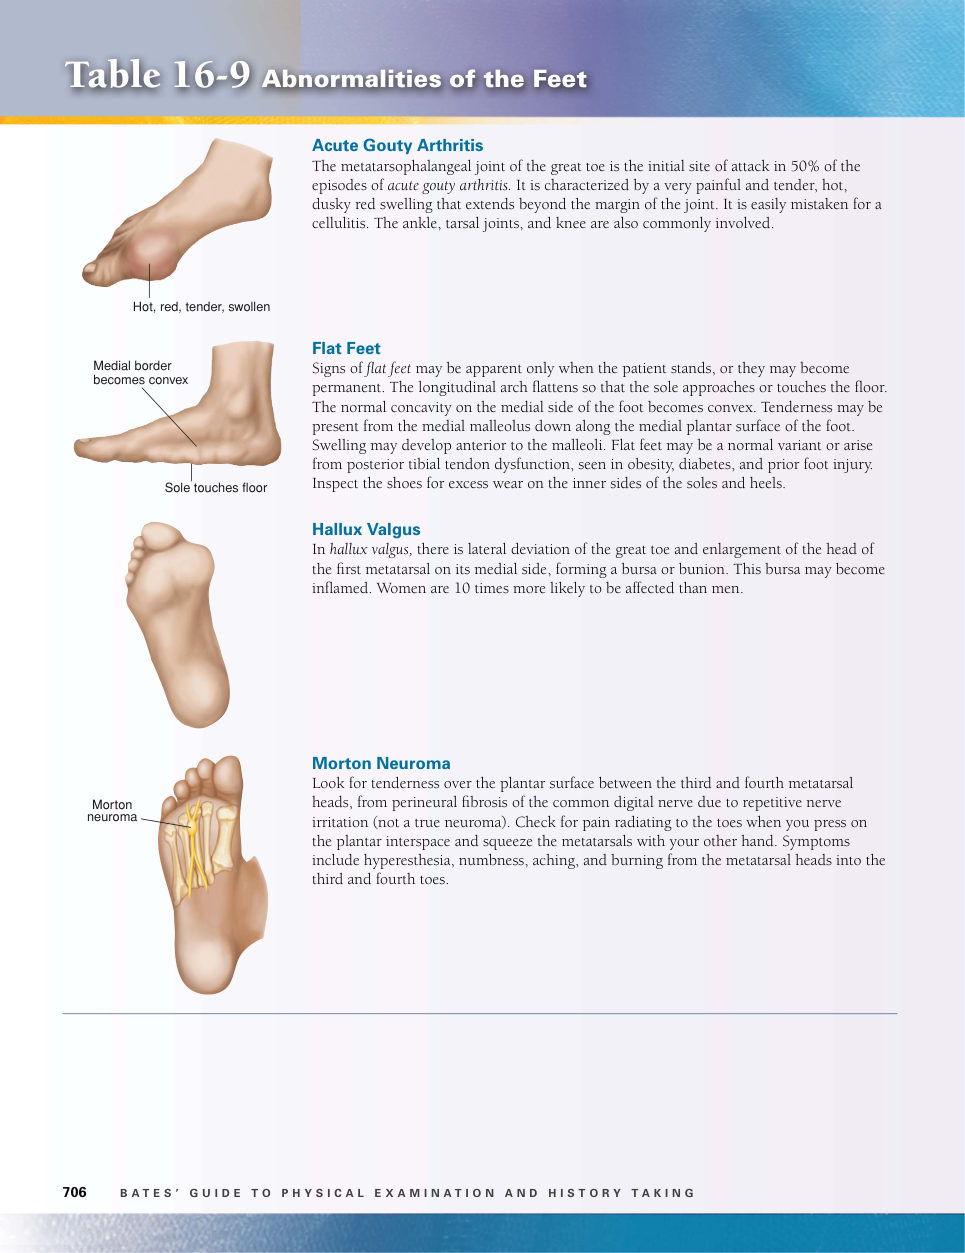 Table 16-9 Abnormalities of the Feet
Acute Gouty Arthritis
The metatarsophalangeal joint of the great toe is the initial site of attack in 50% of the
episodes of acute gouty arthritis. It is characterized by a very painful and tender, hot,
dusky red swelling that extends beyond the margin of the joint. It is easily mistaken for a
cellulitis. The ankle, tarsal joints, and knee are also commonly involved.
Hot, red, tender, swollen
Flat Feet
Signs of flat feet may be apparent only when the patient stands, or they may become
permanent. The longitudinal arch flattens so that the sole approaches or touches the floor.
The normal concavity on the medial side of the foot becomes convex. Tenderness may be
present from the medial malleolus down along the medial plantar surface of the foot.
Swelling may develop anterior to the malleoli. Flat feet may be a normal variant or arise
from posterior tibial tendon dysfunction, seen in obesity, diabetes, and prior foot injury.
Inspect the shoes for excess wear on the inner sides of the soles and heels.
Medial border
becomes convex
Sole touches floor
Hallux Valgus
In hallux valgus, there is lateral deviation of the great toe and enlargement of the head of
the first metatarsal on its medial side, forming a bursa or bunion. This bursa may become
inflamed. Women are 10 times more likely to be affected than men.
Morton Neuroma
Look for tenderness over the plantar surface between the third and fourth metatarsal
heads, from perineural fibrosis of the common digital nerve due to repetitive nerve
irritation (not a true neuroma). Check for pain radiating to the toes when you press on
the plantar interspace and squeeze the metatarsals with your other hand. Symptoms
include hyperesthesia, numbness, aching, and burning from the metatarsal heads into the
third and fourth toes.
Morton
neuroma
706 BATES' GUIDE TO PHYSICAL EXAMINATION AND HISTORY TAKING